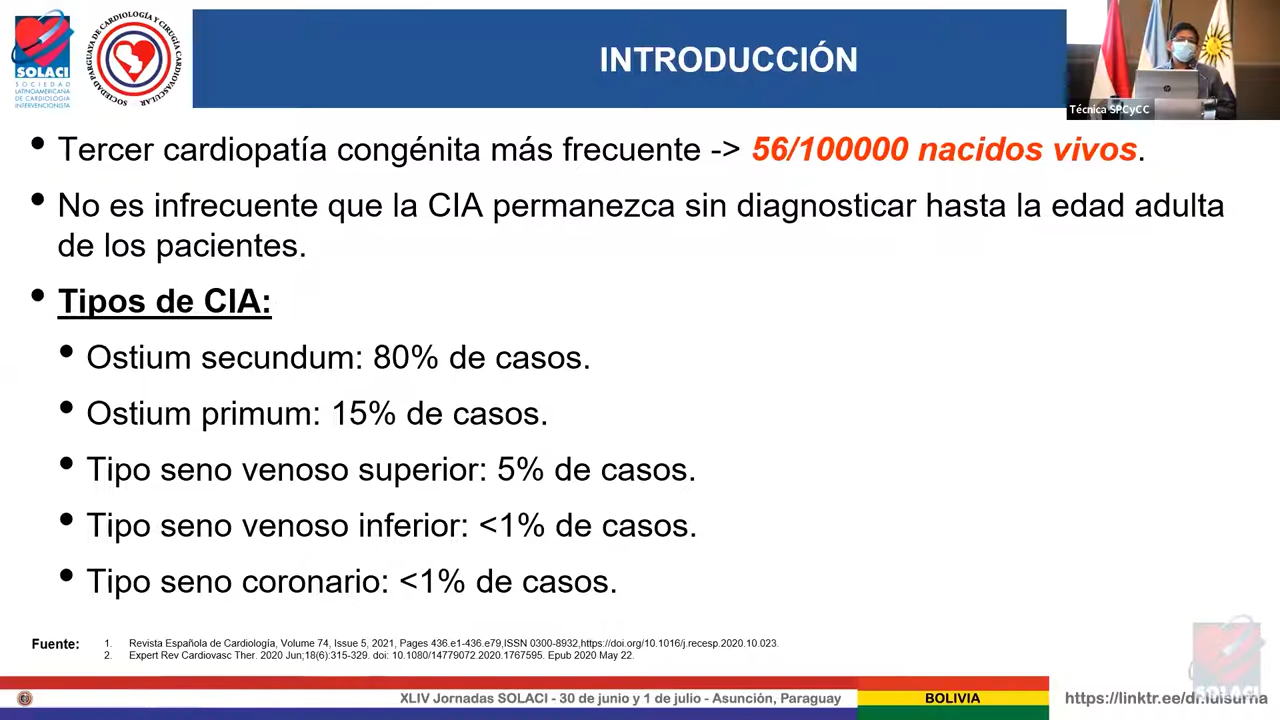 SOLACI
SOCIEDAD
LATINOAMERICANA
DE CARDIOLOGÍA
INTERVENCIONISTA
SOCIEDAD PARAGUAYA DE CARDIOLOGÍA Y CIRUGÍA CARDIOVASCULAR
INTRODUCCIÓN
Técnica SPCyCC
• Tercer cardiopatía congénita más frecuente -> 56/100000 nacidos vivos.
• No es infrecuente que la CIA permanezca sin diagnosticar hasta la edad adulta
de los pacientes.
• Tipos de CIA:
• Ostium secundum: 80% de casos.
• Ostium primum: 15% de casos.
• Tipo seno venoso superior: 5% de casos.
• Tipo seno venoso inferior: <1% de casos.
• Tipo seno coronario: <1% de casos.
Fuente:
1. Revista Española de Cardiología, Volume 74, Issue 5, 2021, Pages 436.e1-436.e79,ISSN 0300-8932,https://doi.org/10.1016/j.recesp.2020.10.023.
2. Expert Rev Cardiovasc Ther. 2020 Jun;18(6):315-329. doi: 10.1080/14779072.2020.1767595. Epub 2020 May 22.
XLIV Jornadas SOLACI - 30 de junio y 1 de julio - Asunción, Paraguay
BOLIVIA
https://linktr.ee/dr.luisurna
SOLACI